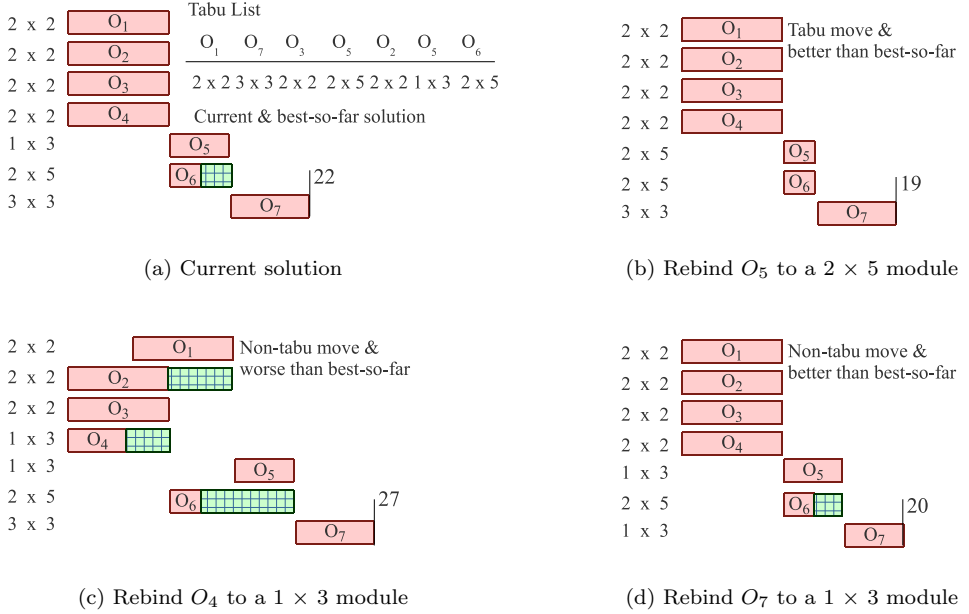 Tabu List
O1 O7 O3 O5 O2 O5 O6
2 x 2 3 x 3 2 x 2 2 x 5 2 x 2 1 x 3 2 x 5
Current & best-so-far solution
2 x 2 O1
2 x 2 O2
2 x 2 O3
2 x 2 O4
1 x 3 O5
2 x 5 O6 22
3 x 3 O7
(a) Current solution
Tabu move &
better than best-so-far
2 x 2 O1
2 x 2 O2
2 x 2 O3
2 x 2 O4
2 x 5 O5
2 x 5 O6 19
3 x 3 O7
(b) Rebind O5 to a 2 × 5 module
Non-tabu move &
worse than best-so-far
2 x 2 O1
2 x 2 O2
2 x 2 O3
1 x 3 O4
1 x 3 O5
2 x 5 O6 27
3 x 3 O7
(c) Rebind O4 to a 1 × 3 module
Non-tabu move &
better than best-so-far
2 x 2 O1
2 x 2 O2
2 x 2 O3
2 x 2 O4
1 x 3 O5
2 x 5 O6 20
1 x 3 O7
(d) Rebind O7 to a 1 × 3 module